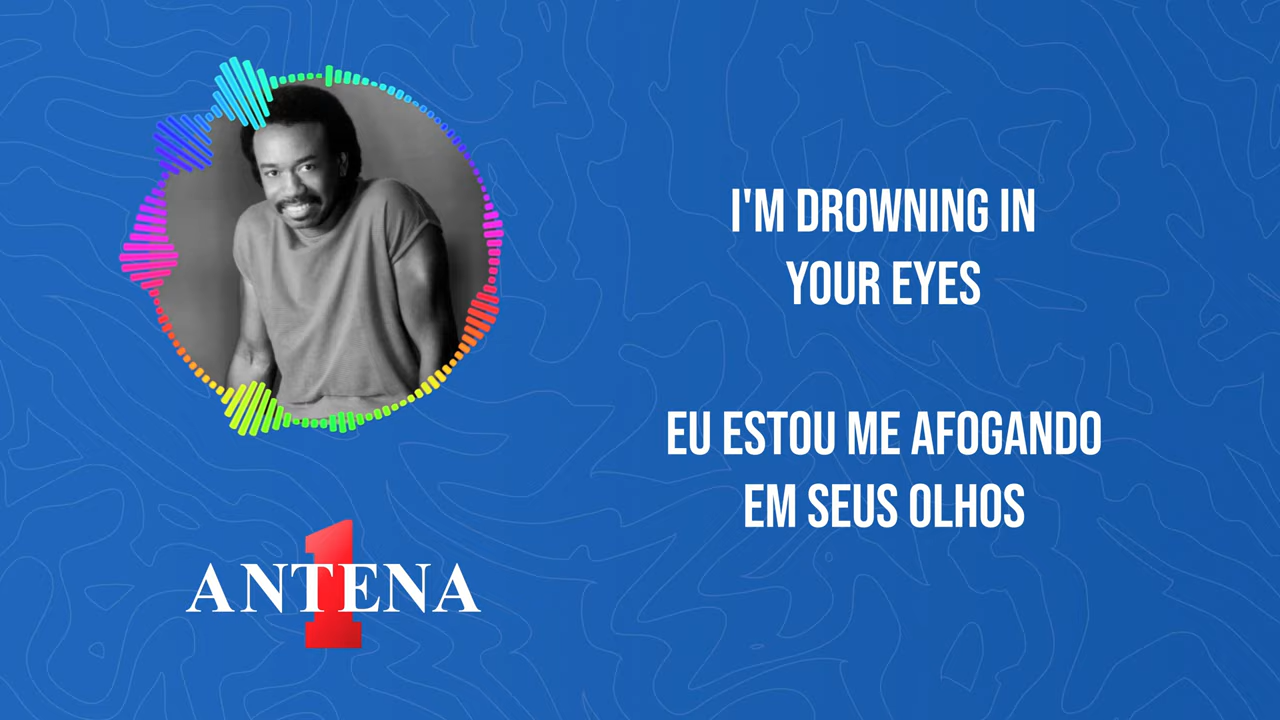 I'M DROWNING IN
YOUR EYES
EU ESTOU ME AFOGANDO
EM SEUS OLHOS
ANTENA
1